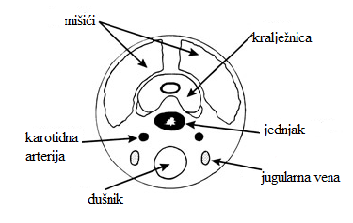 mišići
kralježnica
jednjak
karotidna
arterija
jugularna vena
dušnik